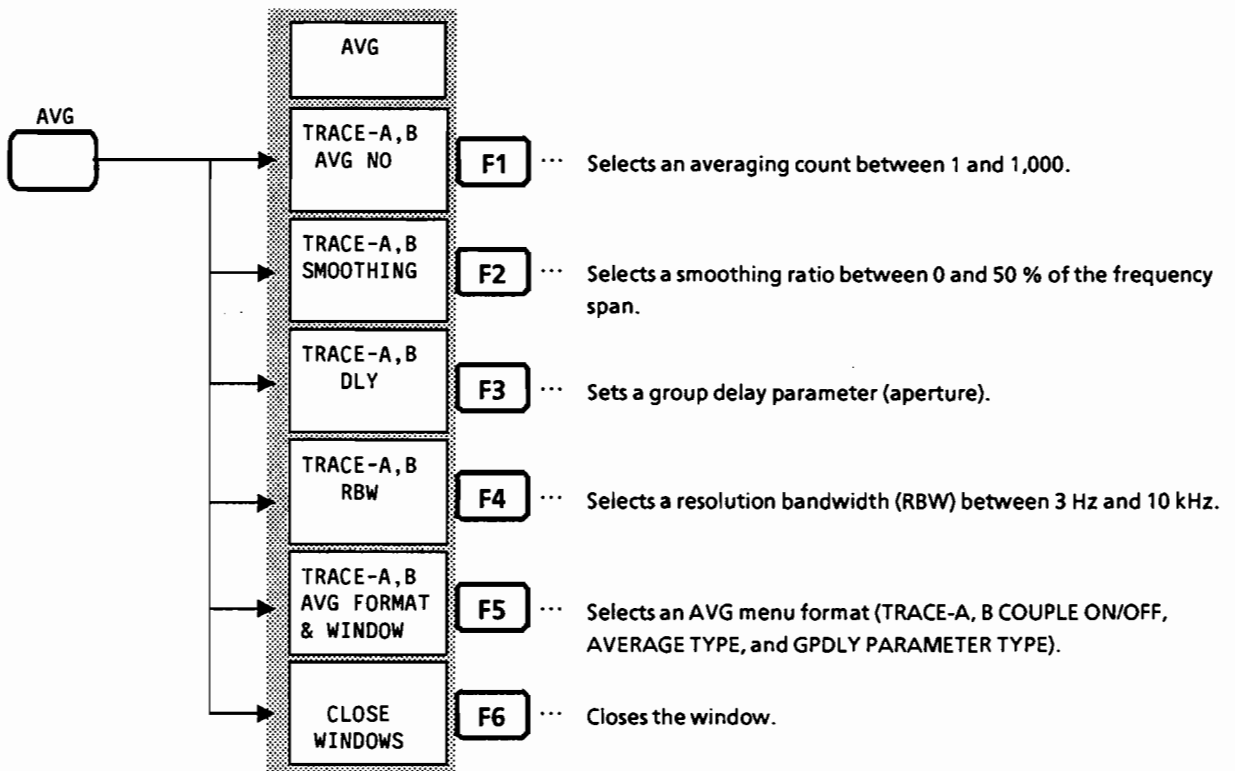 AVG
AVG
TRACE-A,B
AVG NO
F1 ... Selects an averaging count between 1 and 1,000.
TRACE-A,B
SMOOTHING
F2 ... Selects a smoothing ratio between 0 and 50 % of the frequency
span.
TRACE-A,B
DLY
F3 ... Sets a group delay parameter (aperture).
TRACE-A,B
RBW
F4 ... Selects a resolution bandwidth (RBW) between 3 Hz and 10 kHz.
TRACE-A,B
AVG FORMAT
& WINDOW
F5 ... Selects an AVG menu format (TRACE-A, B COUPLE ON/OFF,
AVERAGE TYPE, and GPDLY PARAMETER TYPE).
CLOSE
WINDOWS
F6 ... Closes the window.